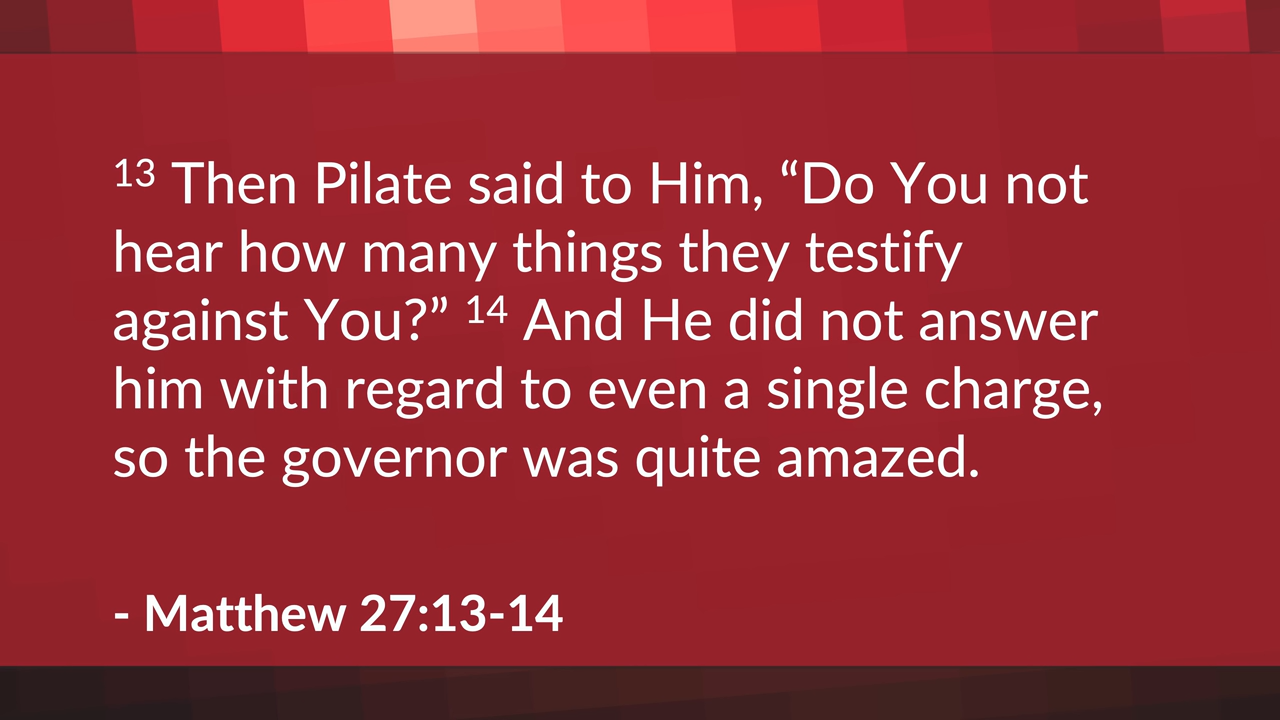 13 Then Pilate said to Him, “Do You not
hear how many things they testify
against You?” 14 And He did not answer
him with regard to even a single charge,
so the governor was quite amazed.
- Matthew 27:13-14